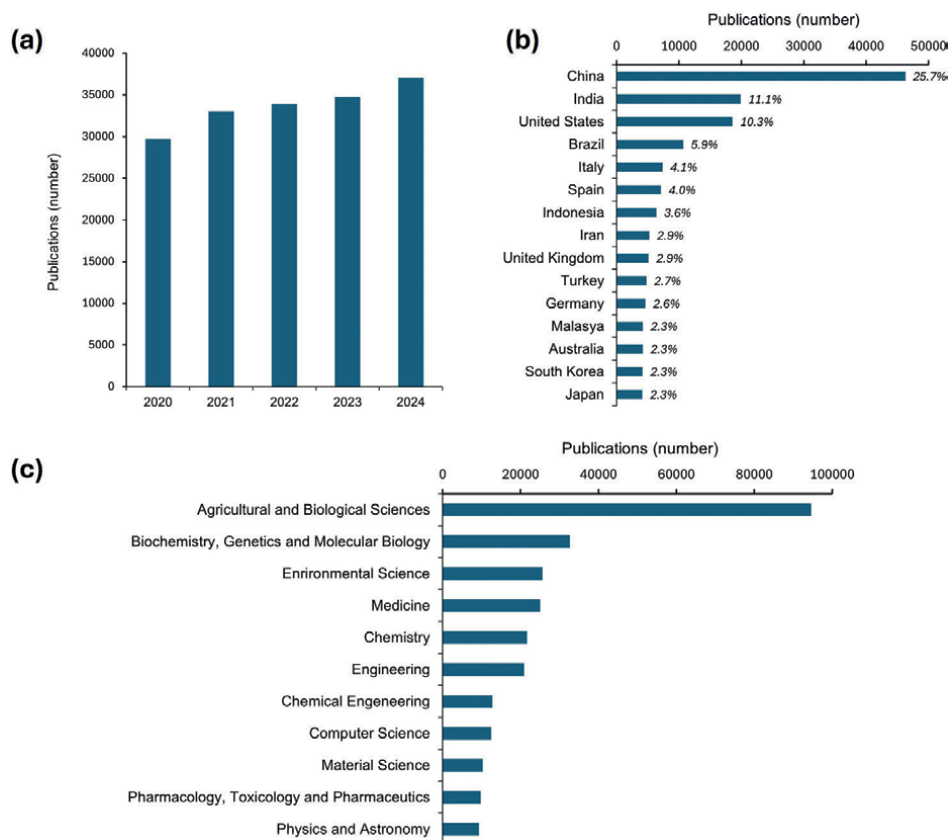 (a)
Publications (number)
40000
35000
30000
25000
20000
15000
10000
5000
0
2020 2021 2022 2023 2024
(b)
Publications (number)
0 10000 20000 30000 40000 50000
China 25.7%
India 11.1%
United States 10.3%
Brazil 5.9%
Italy 4.1%
Spain 4.0%
Indonesia 3.6%
Iran 2.9%
United Kingdom 2.9%
Turkey 2.7%
Germany 2.6%
Malasya 2.3%
Australia 2.3%
South Korea 2.3%
Japan 2.3%
(c)
Publications (number)
0 20000 40000 60000 80000 100000
Agricultural and Biological Sciences
Biochemistry, Genetics and Molecular Biology
Enrironmental Science
Medicine
Chemistry
Engineering
Chemical Engeneering
Computer Science
Material Science
Pharmacology, Toxicology and Pharmaceutics
Physics and Astronomy